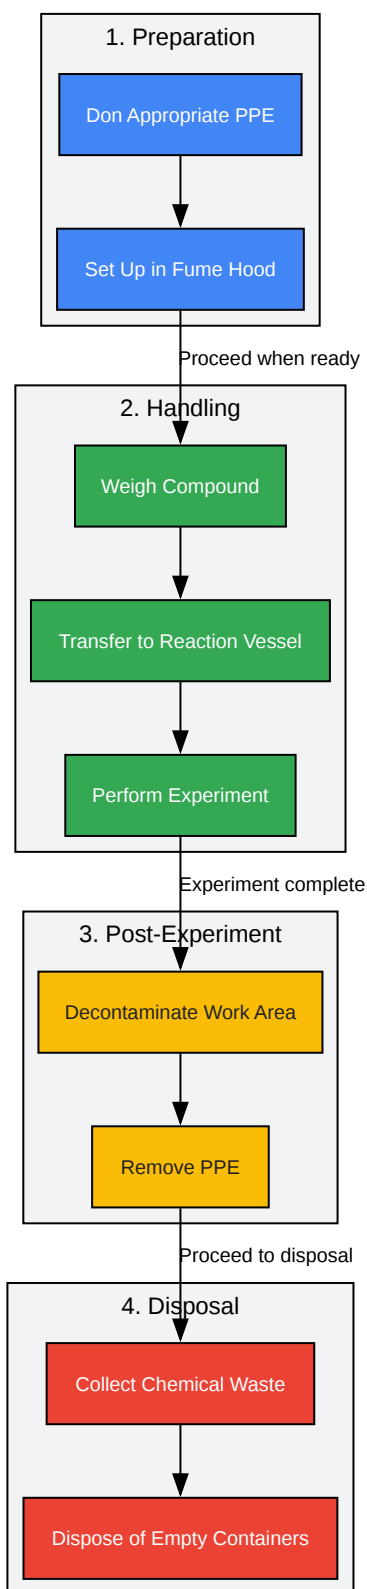 1. Preparation
Don Appropriate PPE
Set Up in Fume Hood
Proceed when ready
2. Handling
Weigh Compound
Transfer to Reaction Vessel
Perform Experiment
Experiment complete
3. Post-Experiment
Decontaminate Work Area
Remove PPE
Proceed to disposal
4. Disposal
Collect Chemical Waste
Dispose of Empty Containers